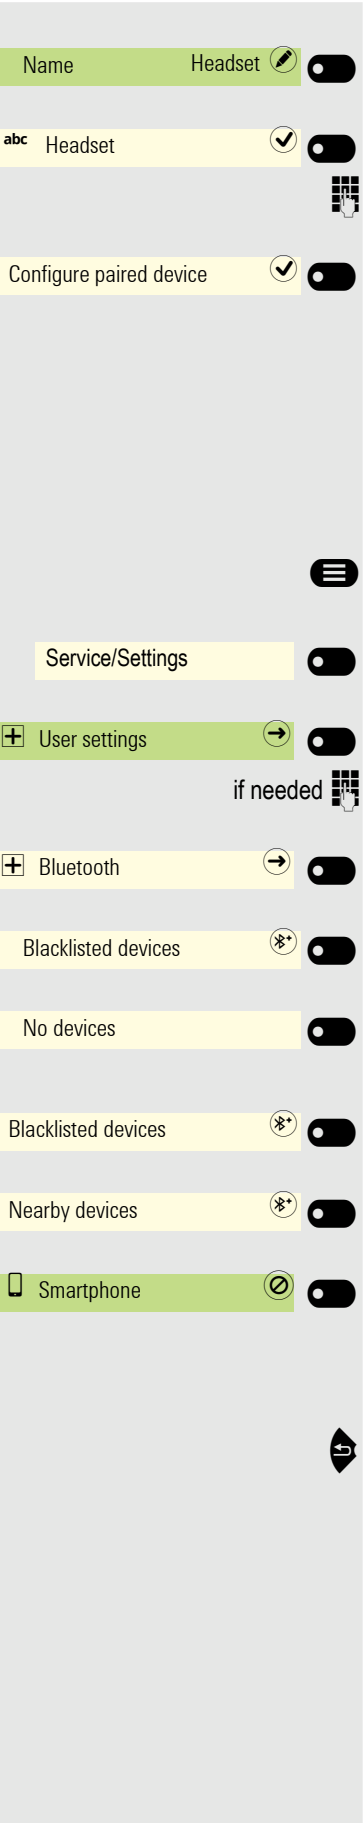 Name Headset
abc Headset
Configure paired device
Service/Settings
User settings
if needed
Bluetooth
Blacklisted devices
No devices
Blacklisted devices
Nearby devices
Smartphone